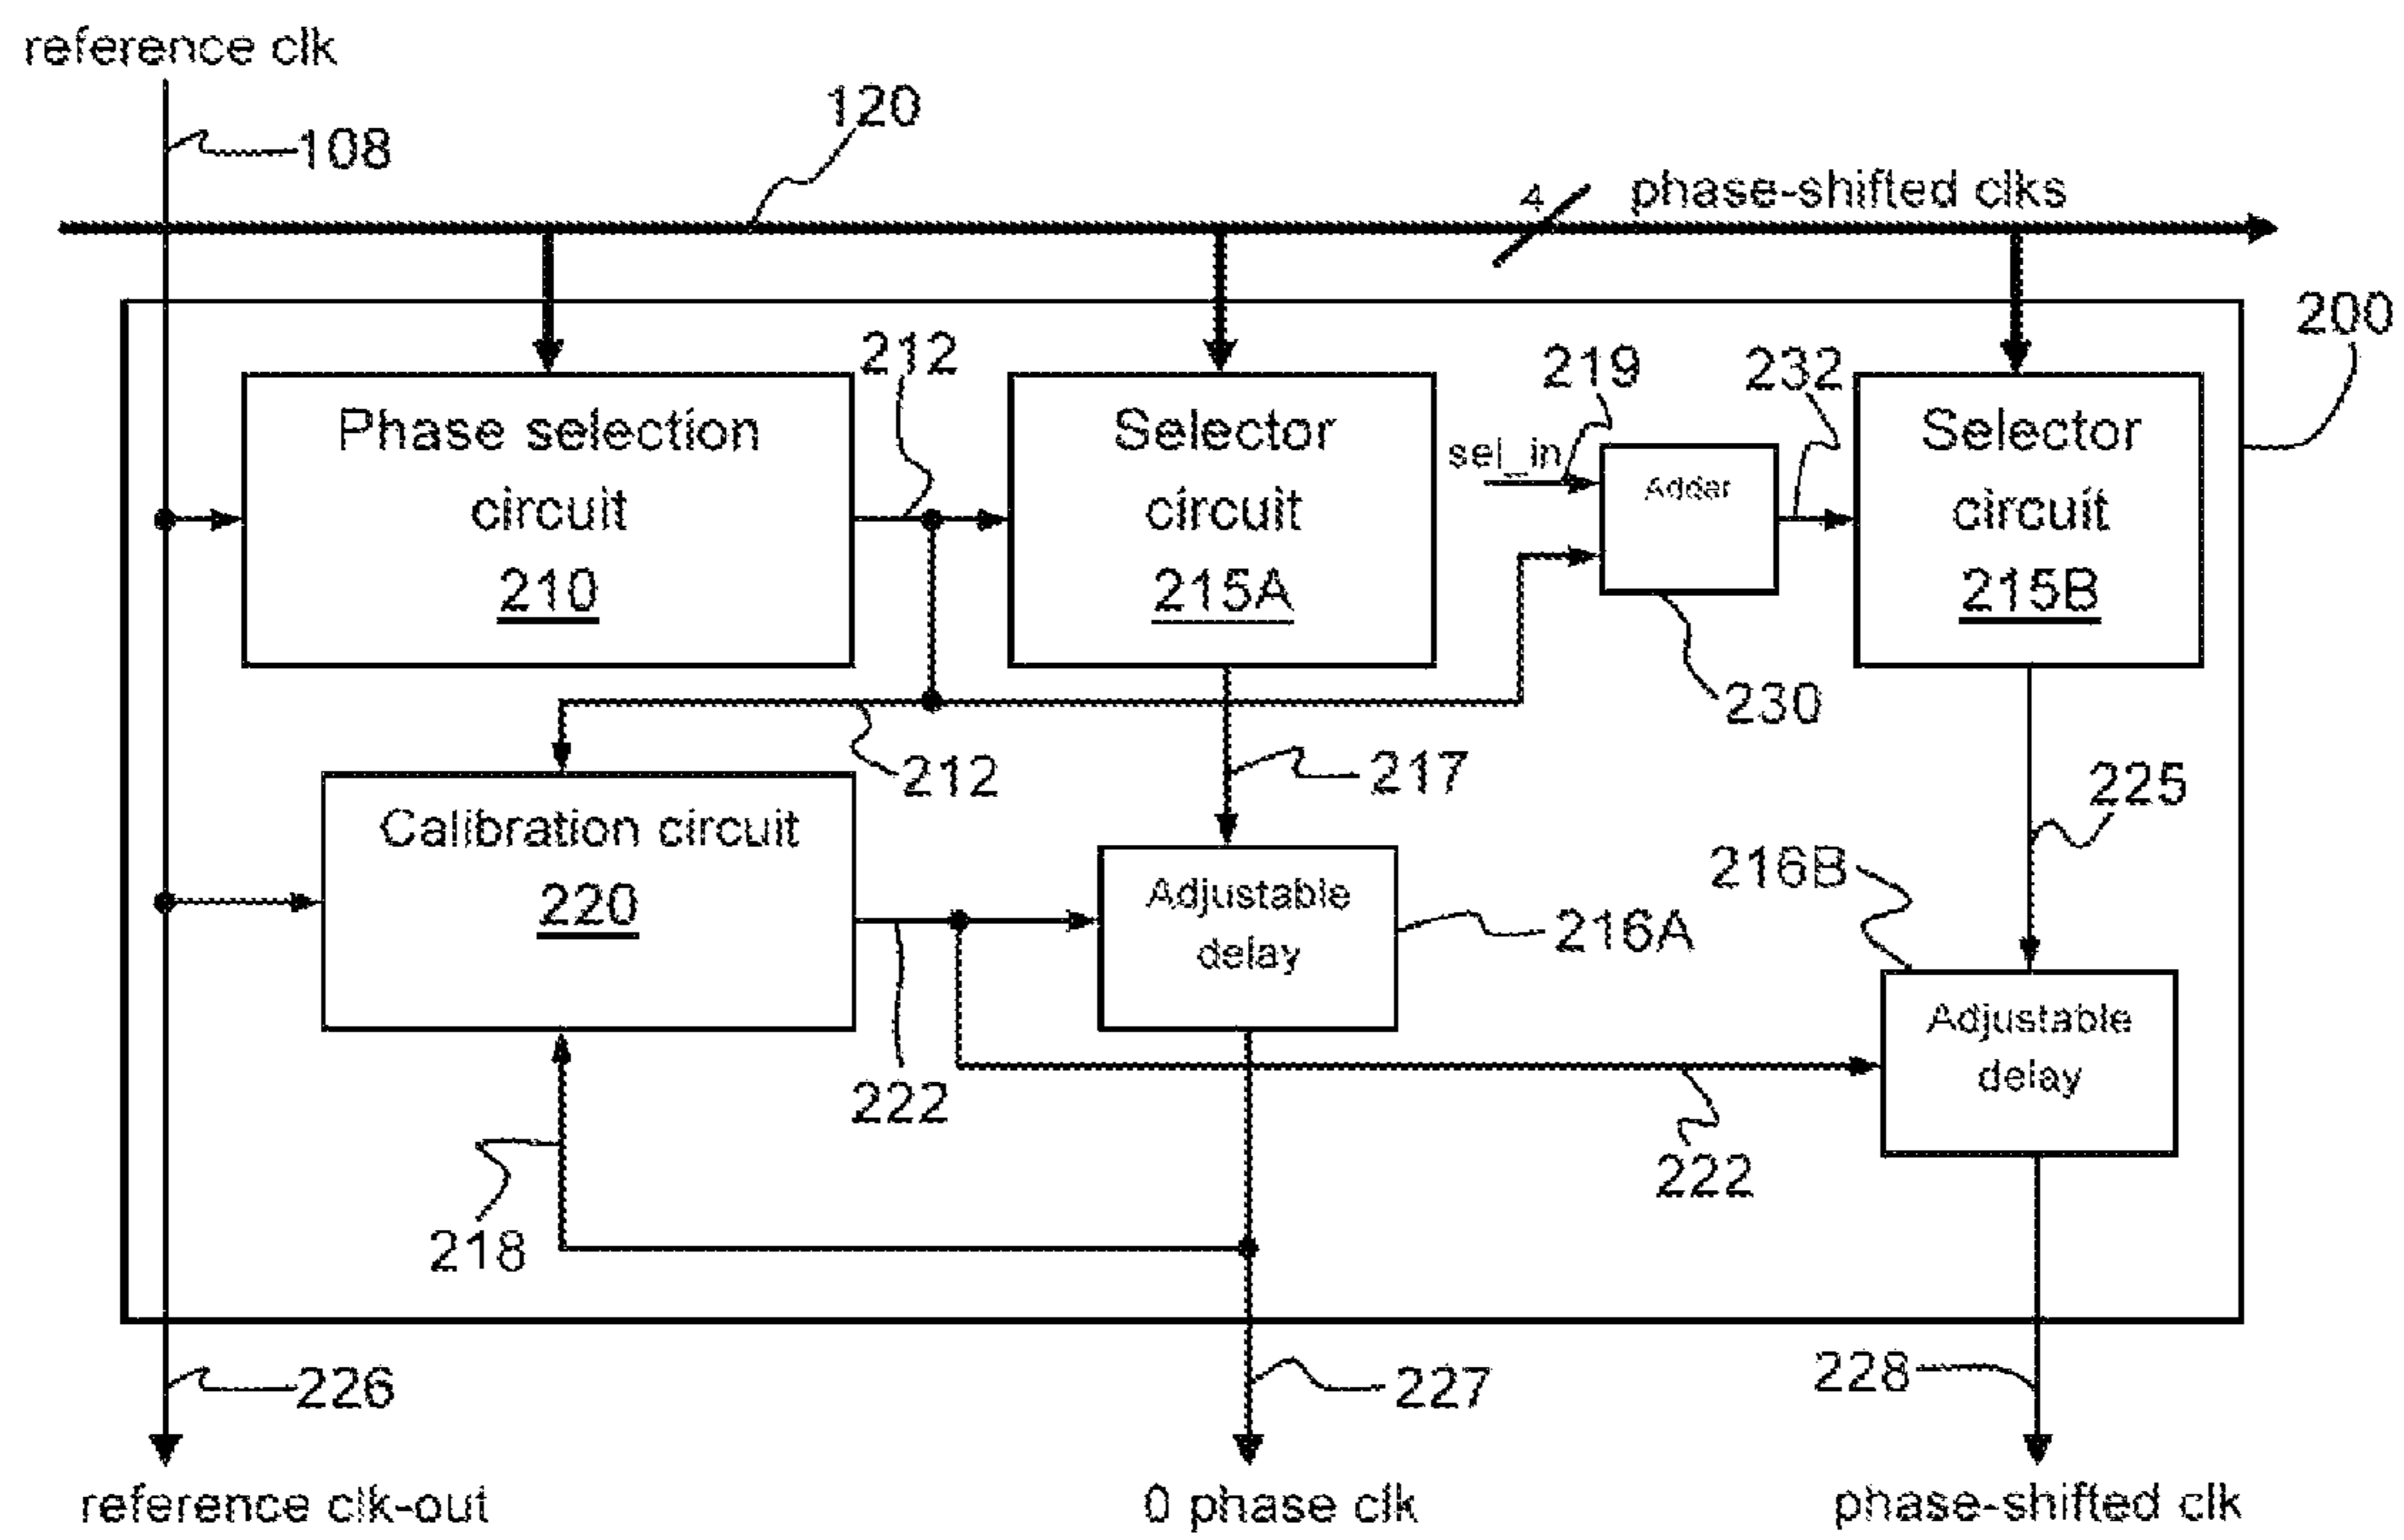 reference clk
120
108
4
phase-shifted clks
200
212
219
232
Phase selection
circuit
210
Selector
circuit
215A
sel_in
Adder
Selector
circuit
215B
230
212
217
225
Calibration circuit
220
Adjustable
delay
216A
216B
Adjustable
delay
222
222
218
226
227
228
reference clk-out
0 phase clk
phase-shifted clk